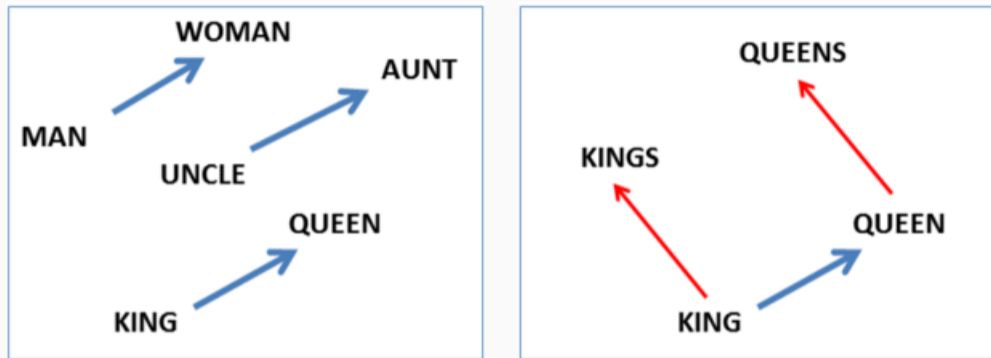 WOMAN
AUNT
MAN
UNCLE
QUEEN
KING
QUEENS
KINGS
QUEEN
KING